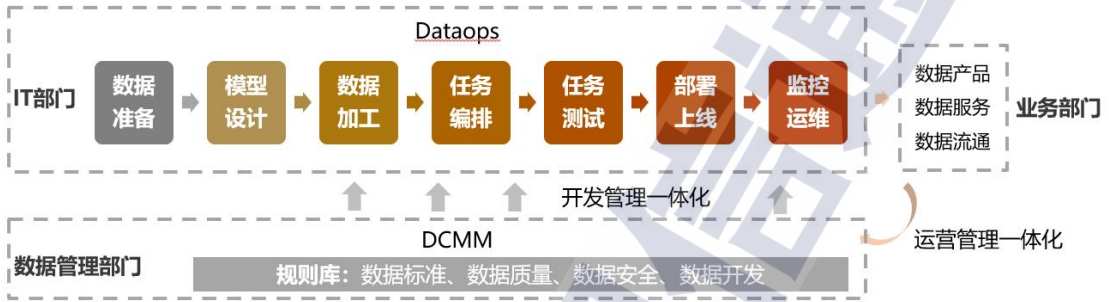 Dataops
IT部门
数据
准备
模型
设计
数据
加工
任务
编排
任务
测试
部署
上线
监控
运维
数据产品
数据服务
数据流通
业务部门
开发管理一体化
运营管理一体化
数据管理部门
DCMM
规则库：数据标准、数据质量、数据安全、数据开发